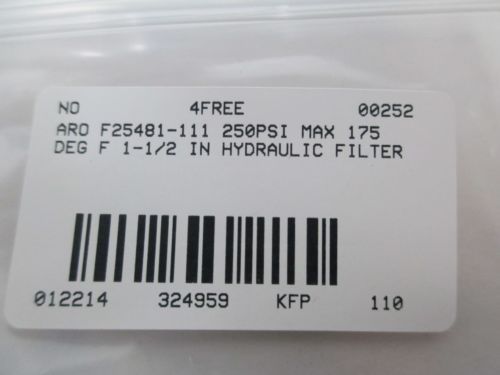 NO 4FREE 00252
ARO F25481-111 250PSI MAX 175
DEG F 1-1/2 IN HYDRAULIC FILTER
012214 324959 KFP 110